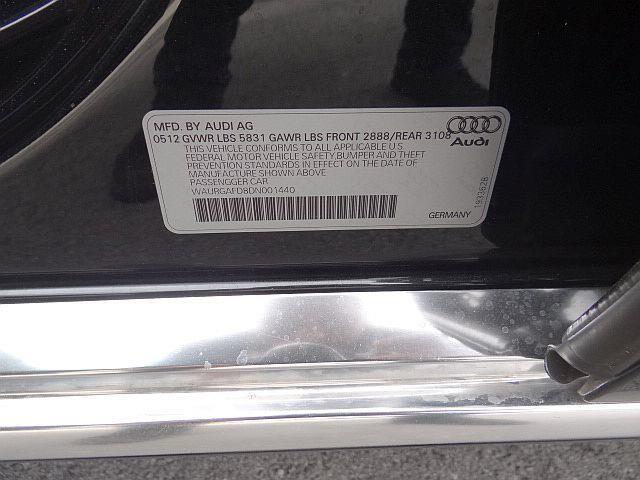 MFD. BY AUDI AG
0512 GVWR LBS 5831 GAWR LBS FRONT 2888/REAR 3108
THIS VEHICLE CONFORMS TO ALL APPLICABLE U.S.
FEDERAL MOTOR VEHICLE SAFETY,BUMPER AND THEFT
PREVENTION STANDARDS IN EFFECT ON THE DATE OF
MANUFACTURE SHOWN ABOVE
PASSENGGER CAR
WAURGAFD8DN001440
GERMANY
Audi
1933628